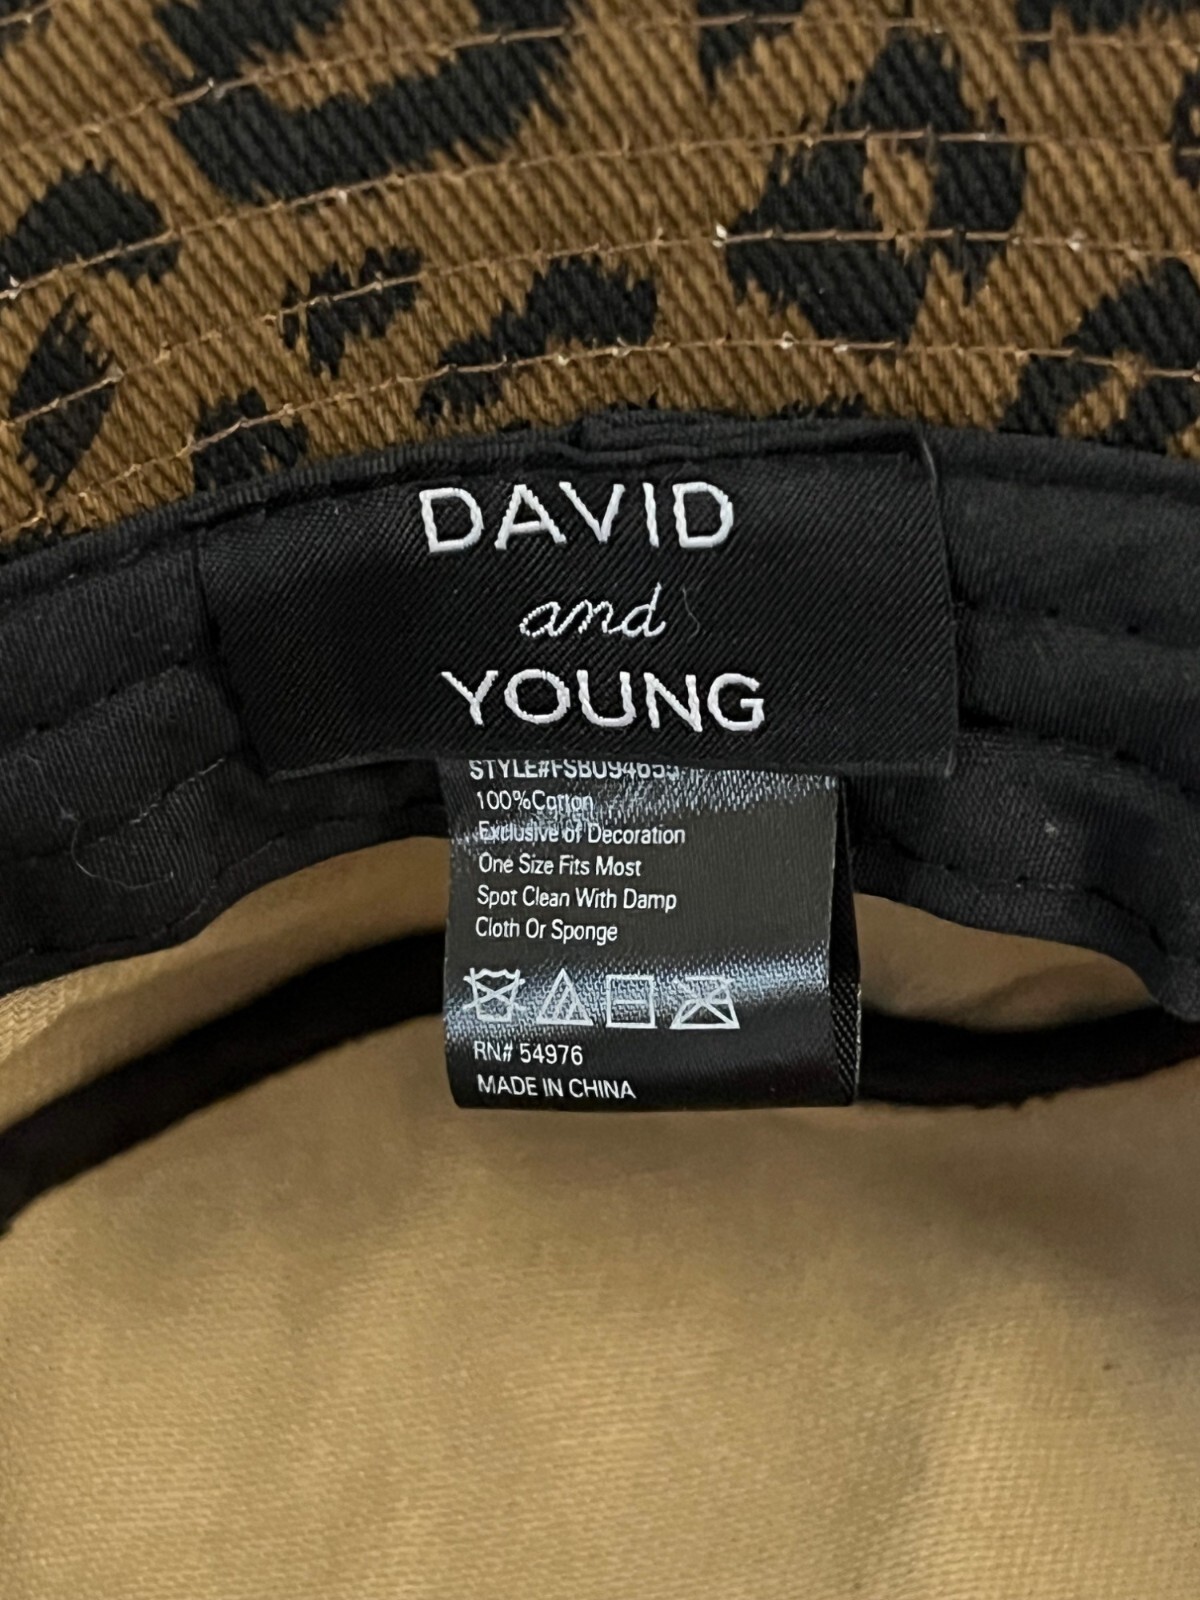 DAVID
and
YOUNG
100%Cotton
Exclusive of Decoration
One Size Fits Most
Spot Clean With Damp
Cloth Or Sponge
RN# 54976
MADE IN CHINA